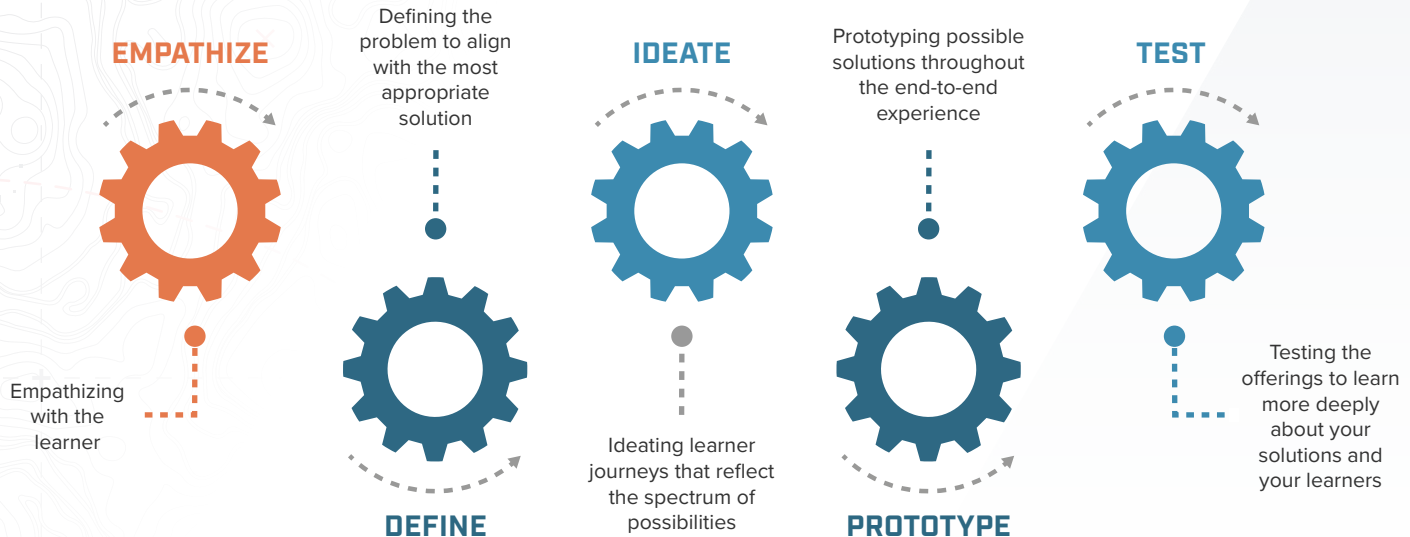 EMPATHIZE
Empathizing
with the
learner
Defining the
problem to align
with the most
appropriate
solution
DEFINE
IDEATE
Ideating learner
journeys that reflect
the spectrum of
possibilities
Prototyping possible
solutions throughout
the end-to-end
experience
PROTOTYPE
TEST
Testing the
offerings to learn
more deeply
about your
solutions and
your learners